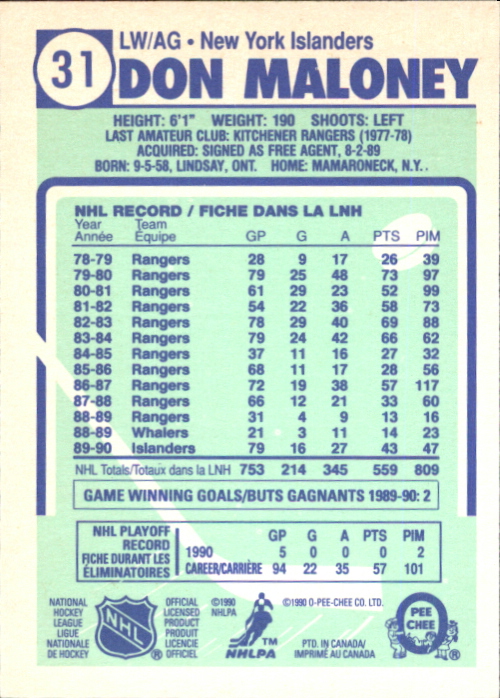 31
LW/AG • New York Islanders
DON MALONEY
HEIGHT: 6'1" WEIGHT: 190 SHOOTS: LEFT
LAST AMATEUR CLUB: KITCHENER RANGERS (1977-78)
ACQUIRED: SIGNED AS FREE AGENT, 8-2-89
BORN: 9-5-58, LINDSAY, ONT. HOME: MAMARONECK, N.Y.
NHL RECORD / FICHE DANS LA LNH
Year Team
Année Équipe GP G A PTS PIM
78-79 Rangers 28 9 17 26 39
79-80 Rangers 79 25 48 73 97
80-81 Rangers 61 29 23 52 99
81-82 Rangers 54 22 36 58 73
82-83 Rangers 78 29 40 69 88
83-84 Rangers 79 24 42 66 62
84-85 Rangers 37 11 16 27 32
85-86 Rangers 68 11 17 28 56
86-87 Rangers 72 19 38 57 117
87-88 Rangers 66 12 21 33 60
88-89 Rangers 31 4 9 13 16
88-89 Whalers 21 3 11 14 23
89-90 Islanders 79 16 27 43 47
NHL Totals/Totaux dans la LNH 753 214 345 559 809
GAME WINNING GOALS/BUTS GAGNANTS 1989-90: 2
NHL PLAYOFF
RECORD
FICHE DURANT LES
ÉLIMINATOIRES
GP G A PTS PIM
1990 5 0 0 0 2
CAREER/CARRIÈRE 94 22 35 57 101
NATIONAL
HOCKEY
LEAGUE
LIGUE
NATIONALE
DE HOCKEY
NHL
®
OFFICIAL
LICENSED
PRODUCT
PRODUIT
LICENCIE
OFFICIEL
©1990
NHLPA
TM
NHLPA
©1990 O-PEE-CHEE CO. LTD.
PTD. IN CANADA/
IMPRIMÉ AU CANADA
O
PEE
CHEE
®